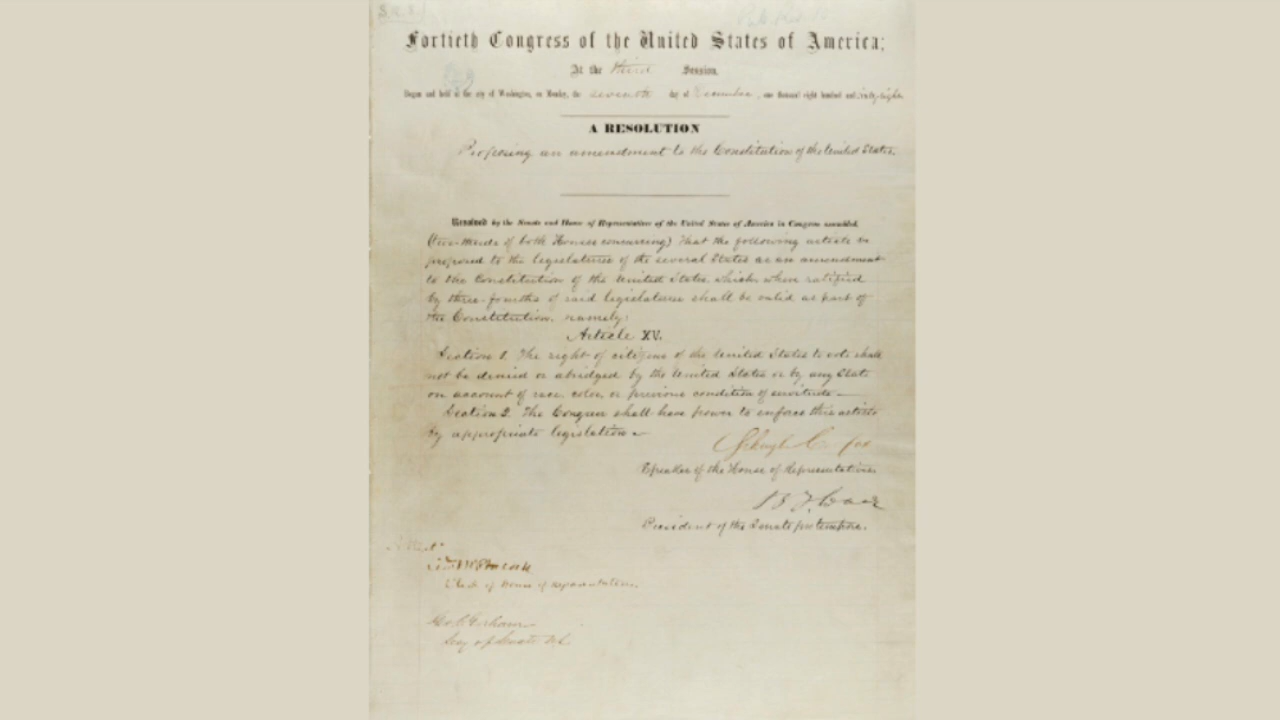 Fortieth Congress of the United States of America;
At the third Session,
Begun and held at the city of Washington, on Monday, the seventh day of December, one thousand eight hundred and sixty-eight
A RESOLUTION
Proposing an amendment to the Constitution of the United States.
Resolved by the Senate and House of Representatives of the United States of America in Congress assembled,
(two-thirds of both Houses concurring) That the following article be
proposed to the legislatures of the several States as an amendment
to the Constitution of the United States, which, when ratified
by three-fourths of said legislatures shall be valid as part of
the Constitution, namely:
Article XV.
Section 1. The right of citizens of the United States to vote shall
not be denied or abridged by the United States or by any State
on account of race, color, or previous condition of servitude—
Section 2. The Congress shall have power to enforce this article
by appropriate legislation—
Speaker of the House of Representatives.
President of the Senate pro tempore.
Attest:
Clerk of House of Representatives.
Geo. C. Gorham
Secy of Senate U.S.